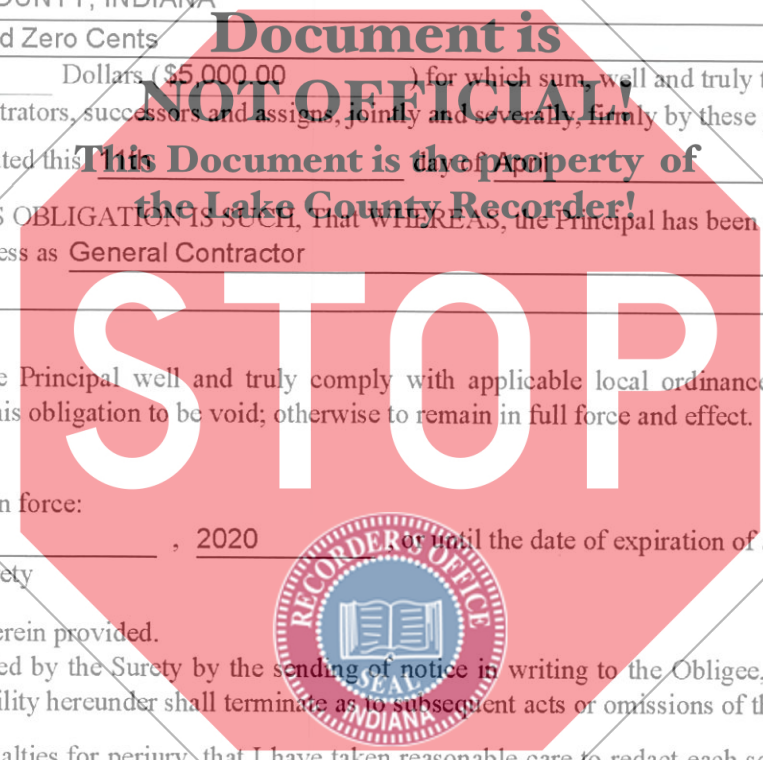 COUNTY, INDIANA
d Zero Cents
Document is
Dollars ( $5,000.00 ) for which sum, well and truly t
NOT OFFICIAL!
trators, successors and assigns, jointly and severally, firmly by these
ted this 11th day of April
This Document is the property of
the Lake County Recorder!
S OBLIGATION IS SUCH, That WHEREAS, the Principal has been
ess as General Contractor
STOP
e Principal well and truly comply with applicable local ordinance
his obligation to be void; otherwise to remain in full force and effect.
n force:
, 2020 , or until the date of expiration of
ety
RECORDER'S OFFICE
SEAL
INDIANA
erein provided.
ed by the Surety by the sending of notice in writing to the Obligee,
ility hereunder shall terminate as to subsequent acts or omissions of th
alties for perjury, that I have taken reasonable care to redact each so